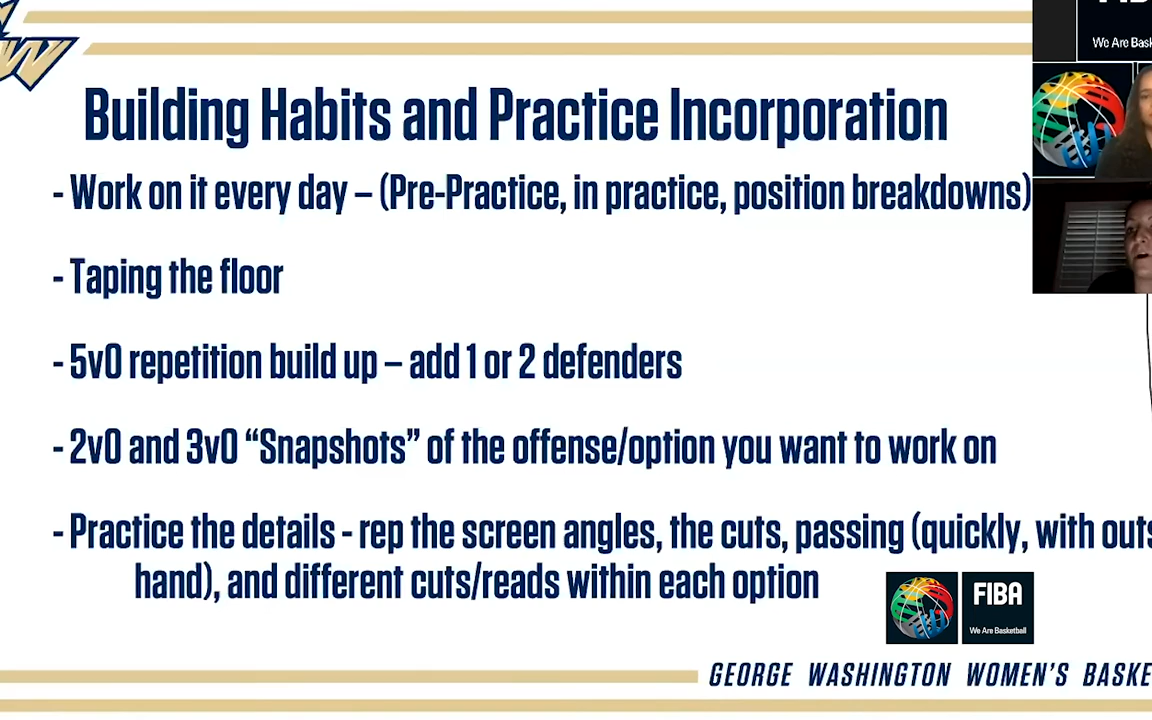 We Are
Building Habits and Practice Incorporation
- Work on it every day – (Pre-Practice, in practice, position breakdowns)
- Taping the floor
- 5v0 repetition build up – add 1 or 2 defenders
- 2v0 and 3v0 “Snapshots” of the offense/option you want to work on
- Practice the details - rep the screen angles, the cuts, passing (quickly, with
hand), and different cuts/reads within each option
FIBA
We Are Basketball
GEORGE WASHINGTON WOMEN'S